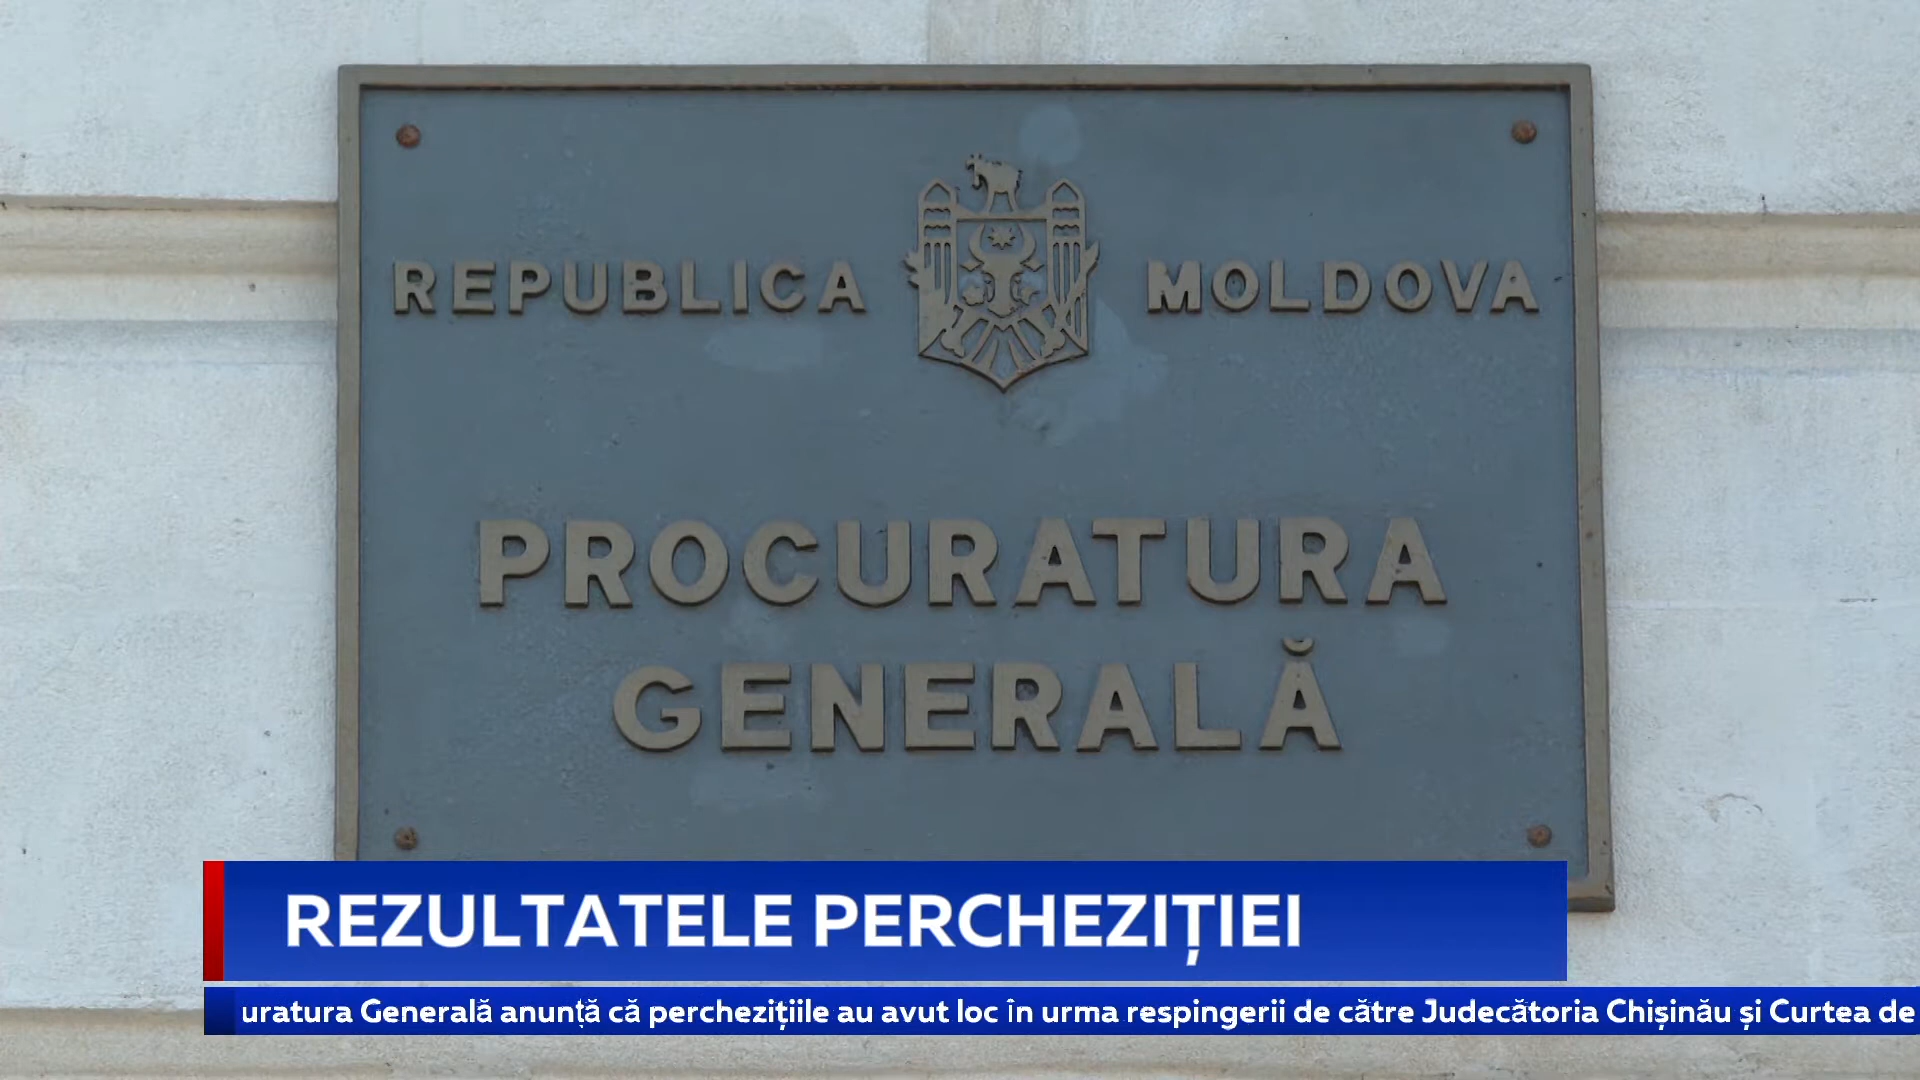 REPUBLICA MOLDOVA
PROCURATURA
GENERALĂ
REZULTATELE PERCHEZIȚIEI
uratura Generală anunță că perchezițiile au avut loc în urma respingerii de către Judecătoria Chișinău și Curtea de